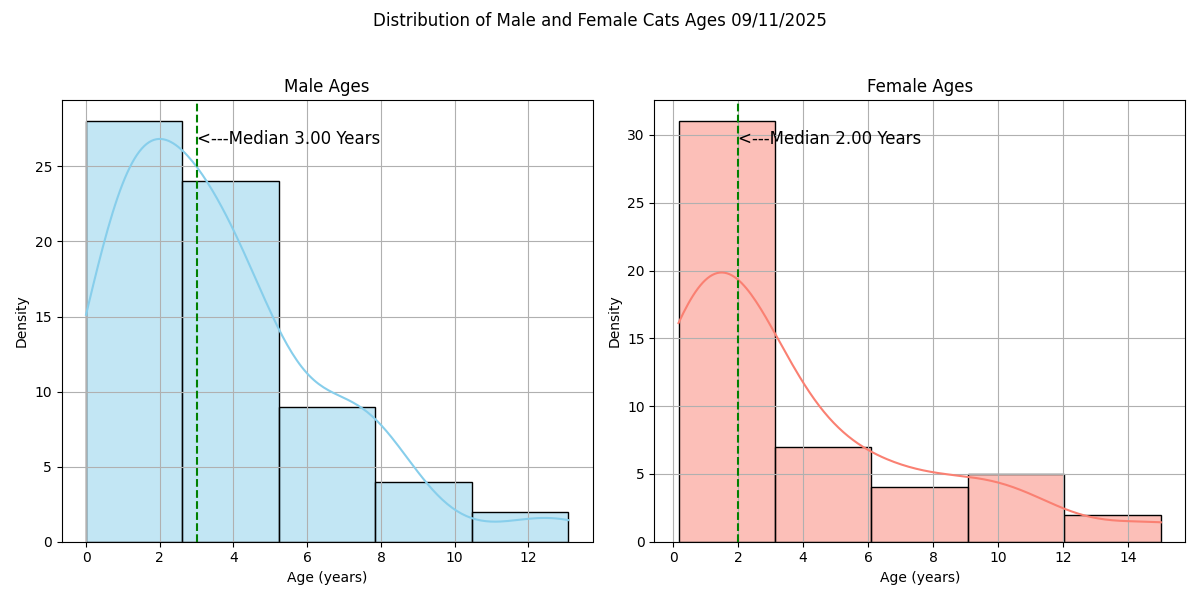 Distribution of Male and Female Cats Ages 09/11/2025
Male Ages
<---Median 3.00 Years
25
20
15
10
5
0
Density
0 2 4 6 8 10 12
Age (years)
Female Ages
<---Median 2.00 Years
30
25
20
15
10
5
0
Density
0 2 4 6 8 10 12 14
Age (years)